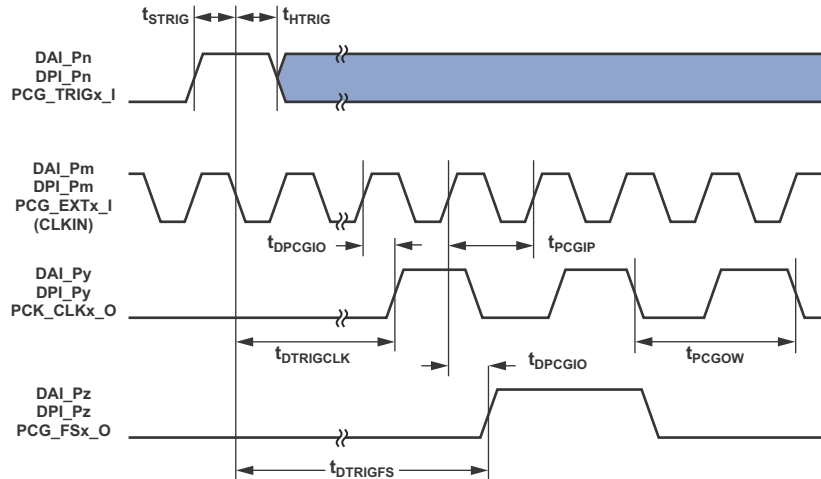 tSTRIG tHTRIG
DAI_Pn
DPI_Pn
PCG_TRIGx_I
DAI_Pm
DPI_Pm
PCG_EXTx_I
(CLKIN)
tDPCGIO tPCGIP
DAI_Py
DPI_Py
PCK_CLKx_O
tDTRIGCLK tDPCGIO tPCGOW
DAI_Pz
DPI_Pz
PCG_FSx_O
tDTRIGFS